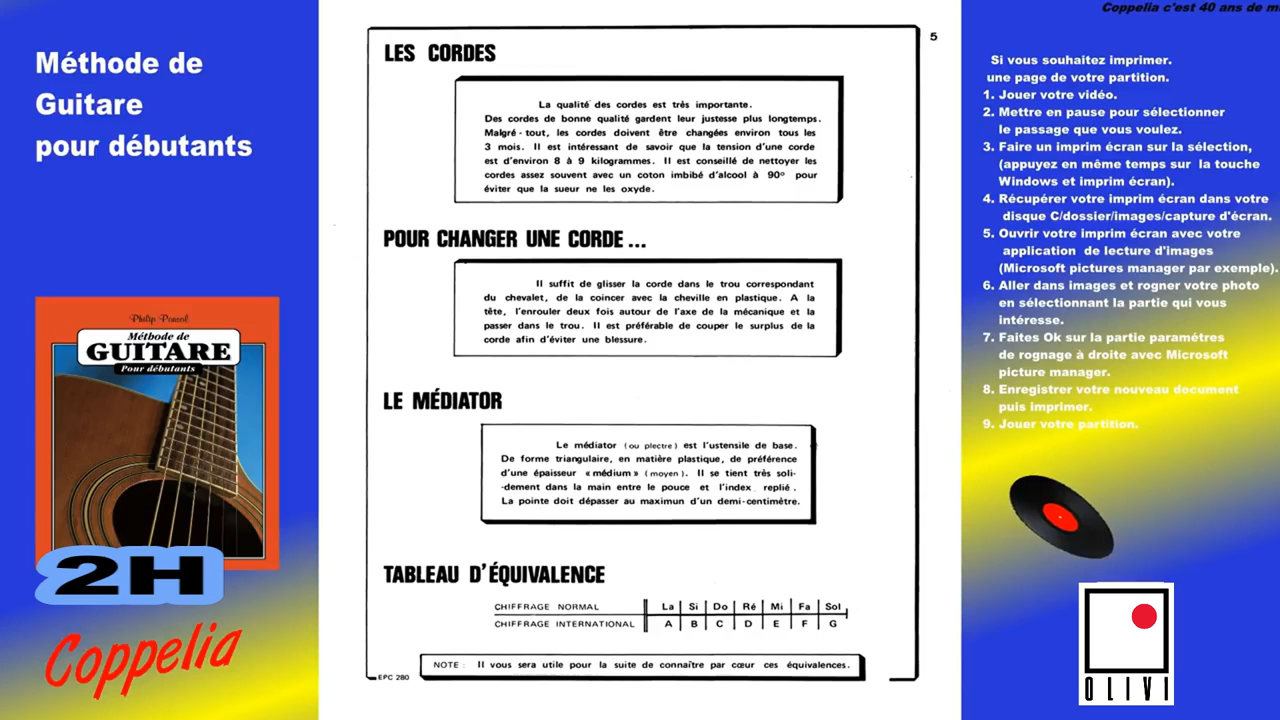 Coppelia c'est 40 ans de
Méthode de
Guitare
pour débutants
Philip Poncol
Méthode de
GUITARE
Pour débutants
2H
Coppelia
5
LES CORDES
La qualité des cordes est très importante.
Des cordes de bonne qualité gardent leur justesse plus longtemps.
Malgré - tout, les cordes doivent être changées environ tous les
3 mois. Il est intéressant de savoir que la tension d'une corde
est d'environ 8 à 9 kilogrammes. Il est conseillé de nettoyer les
cordes assez souvent avec un coton imbibé d'alcool à 90° pour
éviter que la sueur ne les oxyde.
POUR CHANGER UNE CORDE...
Il suffit de glisser la corde dans le trou correspondant
du chevalet, de la coincer avec la cheville en plastique. A la
tête, l'enrouler deux fois autour de l'axe de la mécanique et la
passer dans le trou. Il est préférable de couper le surplus de la
corde afin d'éviter une blessure.
LE MÉDIATOR
Le médiator (ou plectre) est l'ustensile de base.
De forme triangulaire, en matière plastique, de préférence
d'une épaisseur «médium» (moyen). Il se tient très soli-
-dement dans la main entre le pouce et l'index replié.
La pointe doit dépasser au maximun d'un demi-centimètre.
TABLEAU D'ÉQUIVALENCE
CHIFFRAGE NORMAL La Si Do Ré Mi Fa Sol
CHIFFRAGE INTERNATIONAL A B C D E F G
NOTE : Il vous sera utile pour la suite de connaître par cœur ces équivalences.
EPC 280
Si vous souhaitez imprimer.
une page de votre partition.
1. Jouer votre vidéo.
2. Mettre en pause pour sélectionner
le passage que vous voulez.
3. Faire un imprim écran sur la sélection,
(appuyez en même temps sur la touche
Windows et imprim écran).
4. Récupérer votre imprim écran dans votre
disque C/dossier/images/capture d'écran.
5. Ouvrir votre imprim écran avec votre
application de lecture d'images
(Microsoft pictures manager par exemple).
6. Aller dans images et rogner votre photo
en sélectionnant la partie qui vous
intéresse.
7. Faites Ok sur la partie paramétres
de rognage à droite avec Microsoft
picture manager.
8. Enregistrer votre nouveau document
puis imprimer.
9. Jouer votre partition.
OLIVI